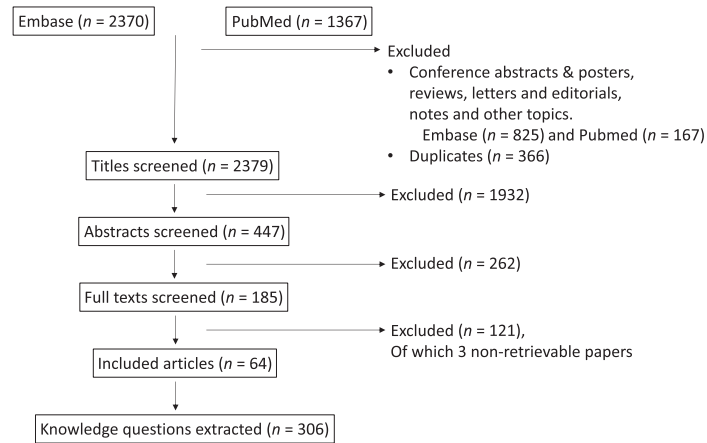 Embase (n = 2370)
PubMed (n = 1367)
Excluded
• Conference abstracts & posters,
reviews, letters and editorials,
notes and other topics.
Embase (n = 825) and Pubmed (n = 167)
• Duplicates (n = 366)
Titles screened (n = 2379)
Excluded (n = 1932)
Abstracts screened (n = 447)
Excluded (n = 262)
Full texts screened (n = 185)
Excluded (n = 121),
Of which 3 non-retrievable papers
Included articles (n = 64)
Knowledge questions extracted (n = 306)